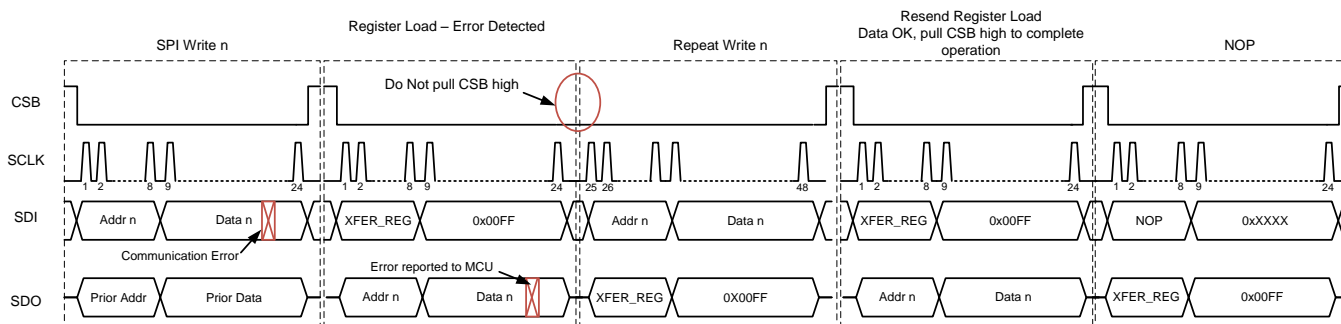 SPI Write n
Register Load – Error Detected
Repeat Write n
Resend Register Load
Data OK, pull CSB high to complete
operation
NOP
CSB
Do Not pull CSB high
SCLK
1 2 8 9 24 1 2 8 9 24 25 26 48 1 2 8 9 24 1 2 8 9 24
SDI
Addr n Data n XFER_REG 0x00FF Addr n Data n XFER_REG 0x00FF NOP 0xXXXX
Communication Error
Error reported to MCU
SDO
Prior Addr Prior Data Addr n Data n XFER_REG 0X00FF Addr n Data n XFER_REG 0x00FF